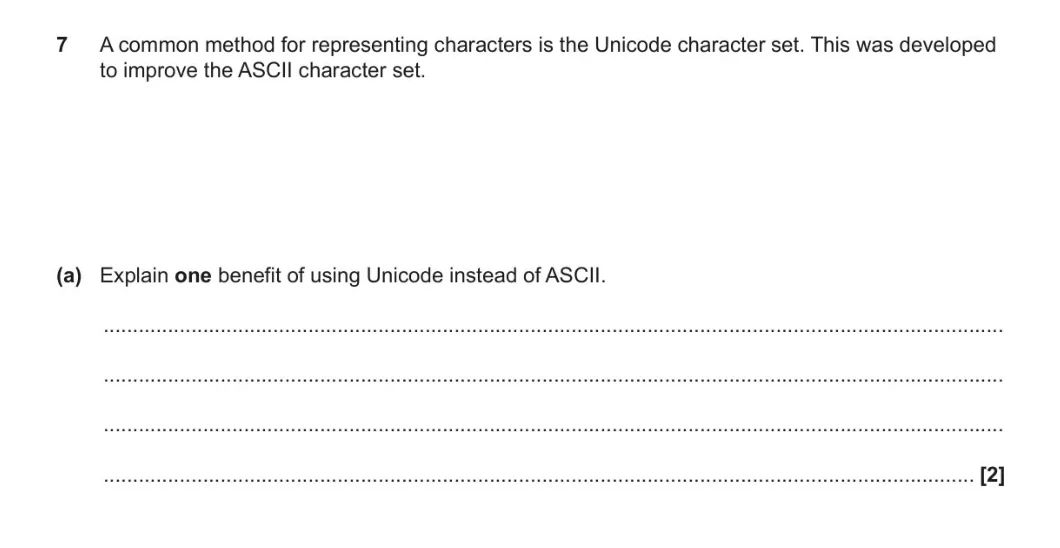 7 A common method for representing characters is the Unicode character set. This was developed
to improve the ASCII character set.
(a) Explain one benefit of using Unicode instead of ASCII.
[2]